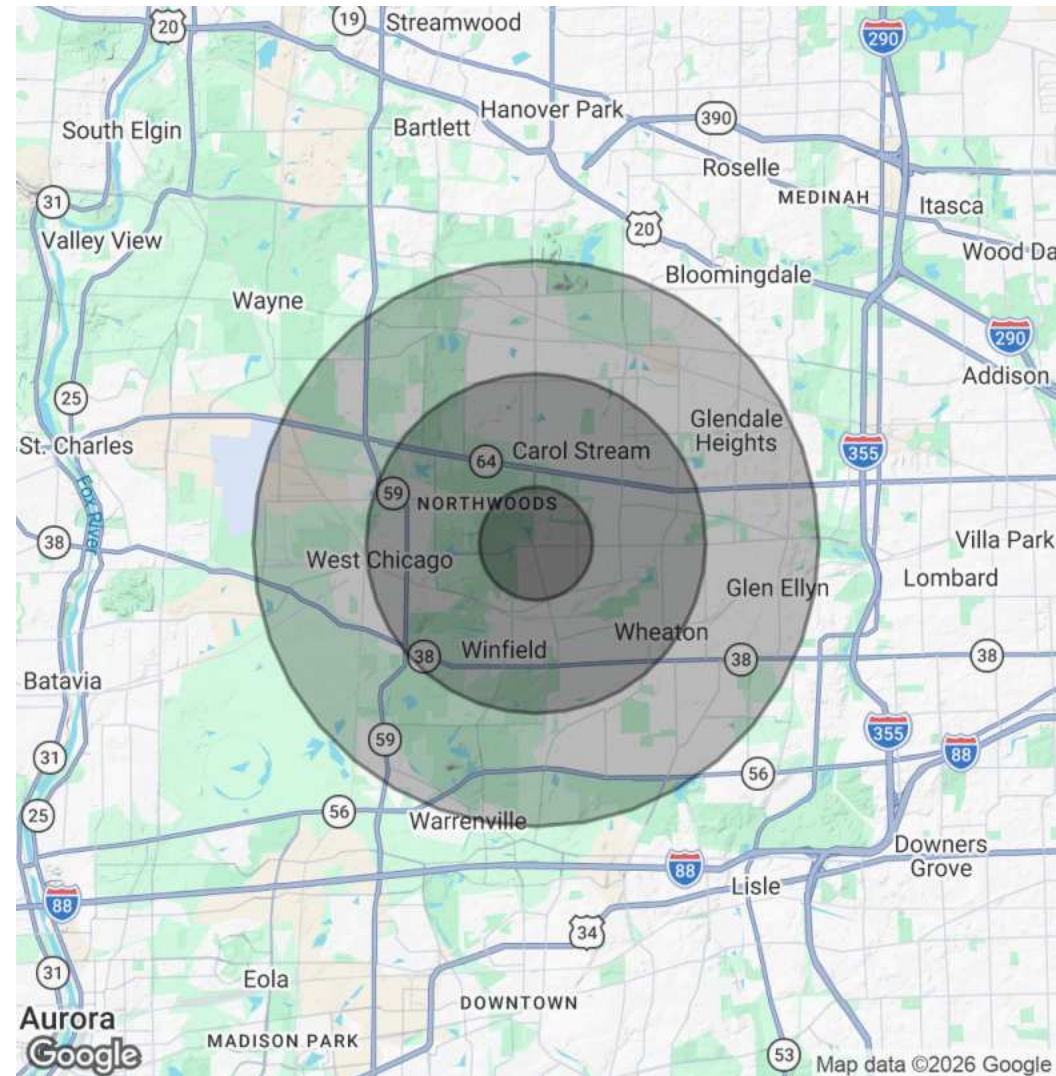 20
19
Streamwood
290
Hanover Park
390
South Elgin
Bartlett
Roselle
MEDINAH
Itasca
31
20
Valley View
Wood Da
Bloomingdale
Wayne
290
25
Addison
Glendale
Heights
St. Charles
Carol Stream
355
64
59
NORTHWOODS
Fox River
38
Villa Park
West Chicago
Lombard
Glen Ellyn
Wheaton
38
Winfield
38
38
Batavia
355
59
88
31
56
25
56
Warrenville
Downers
Grove
88
Lisle
88
34
31
Eola
DOWNTOWN
Aurora
MADISON PARK
Google
53
Map data ©2026 Google